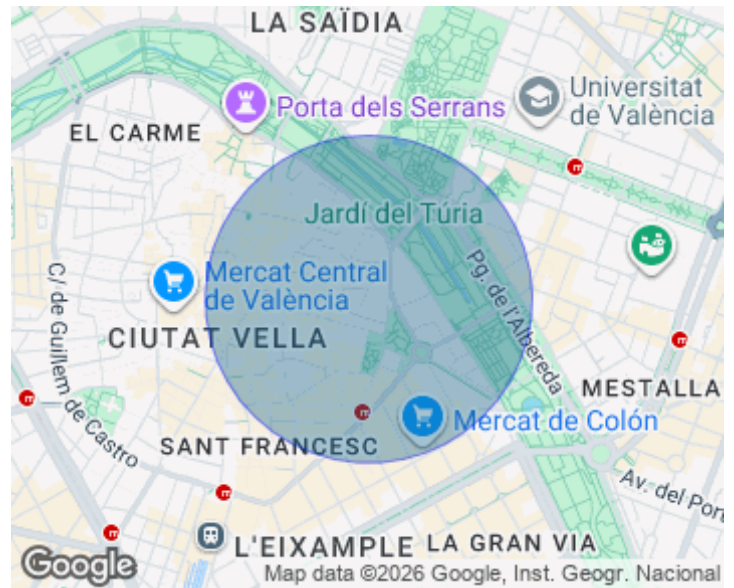 LA SAÏDIA
Universitat
de València
Porta dels Serrans
EL CARME
Jardí del Túria
Mercat Central
de València
Pg. de l'Albereda
C/ de Guillem de Castro
CIUTAT VELLA
MESTALLA
Mercat de Colón
SANT FRANCESC
Av. del Port
L'EIXAMPLE
LA GRAN VIA
Google
Map data ©2026 Google, Inst. Geogr. Nacional